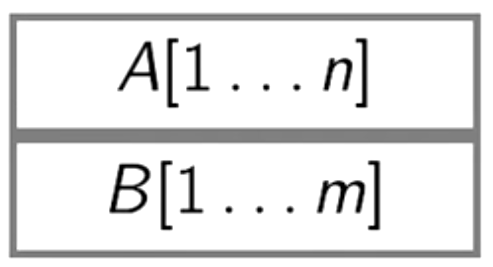 A[1 . . . n]
B[1 . . . m]